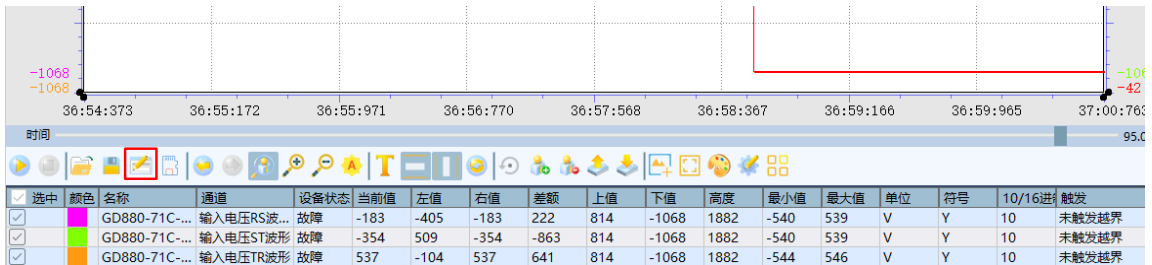 -1068
-1068
-106
-42
36:54:373 36:55:172 36:55:971 36:56:770 36:57:568 36:58:367 36:59:166 36:59:965 37:00:763
时间 95.0
T
选中 颜色 名称 通道 设备状态 当前值 左值 右值 差额 上值 下值 高度 最小值 最大值 单位 符号 10/16进 触发
GD880-71C-... 输入电压RS波... 故障 -183 -405 -183 222 814 -1068 1882 -540 539 V Y 10 未触发越界
GD880-71C-... 输入电压ST波形 故障 -354 509 -354 -863 814 -1068 1882 -540 539 V Y 10 未触发越界
GD880-71C-... 输入电压TR波形 故障 537 -104 537 641 814 -1068 1882 -544 546 V Y 10 未触发越界